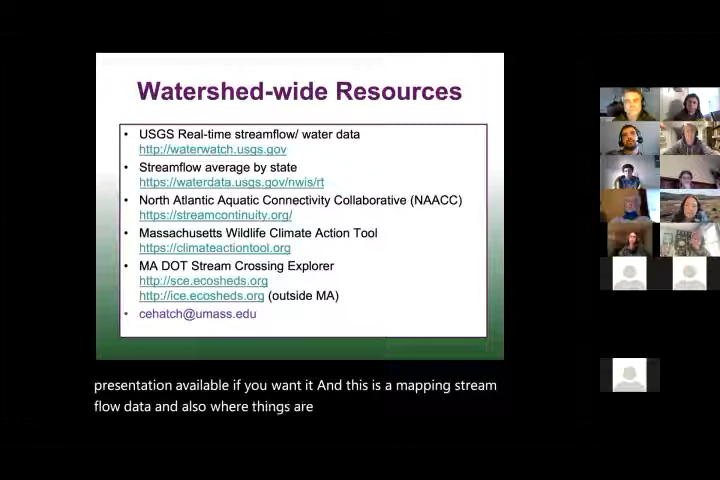 Watershed-wide Resources
• USGS Real-time streamflow/ water data
http://waterwatch.usgs.gov
• Streamflow average by state
https://waterdata.usgs.gov/nwis/rt
• North Atlantic Aquatic Connectivity Collaborative (NAACC)
https://streamcontinuity.org/
• Massachusetts Wildlife Climate Action Tool
https://climateactiontool.org
• MA DOT Stream Crossing Explorer
http://sce.ecosheds.org
http://ice.ecosheds.org (outside MA)
• cehatch@umass.edu
presentation available if you want it And this is a mapping stream
flow data and also where things are